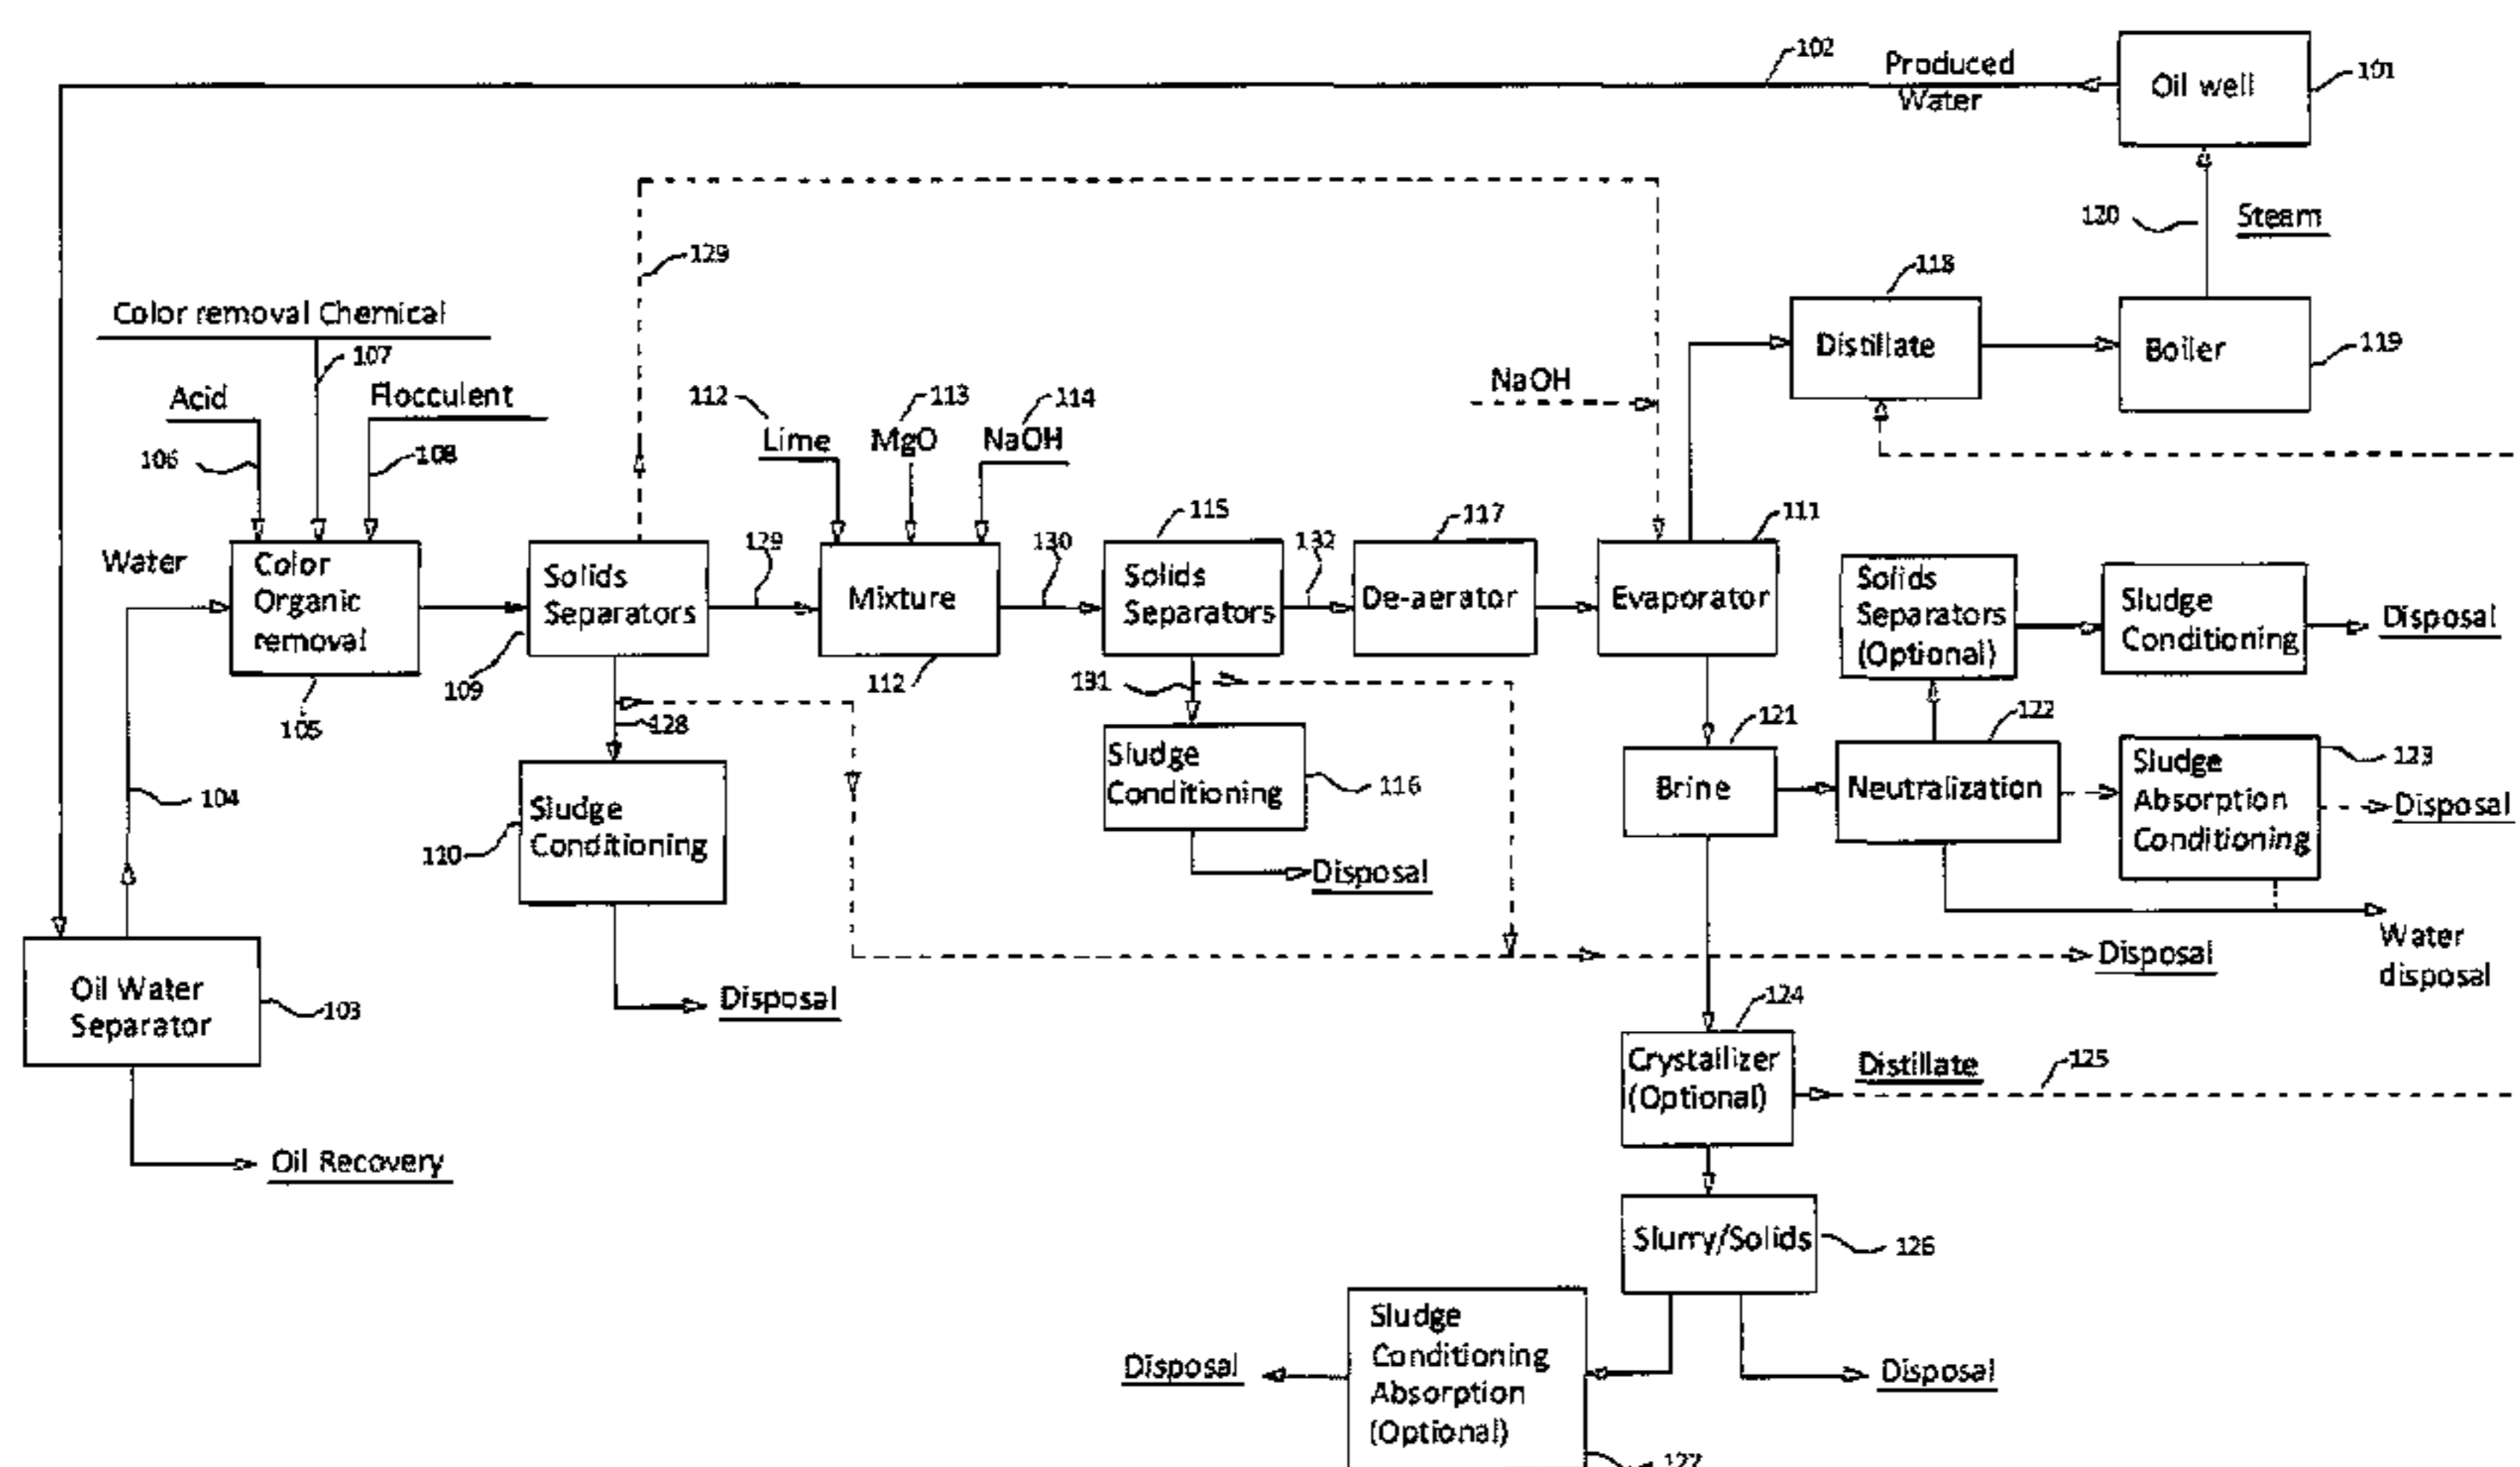 102
Produced
Water
Oil well
101
129
120
Steam
118
Color removal Chemical
107
Acid
Flocculent
106
108
112
113
114
Lime
MgO
NaOH
NaOH
Distillate
Boiler
119
Water
Color
Organic
removal
105
Solids
Separators
109
129
Mixture
112
130
115
Solids
Separators
132
117
De-aerator
111
Evaporator
Solids
Separators
(Optional)
Sludge
Conditioning
Disposal
128
131
104
110
Sludge
Conditioning
Disposal
Sludge
Conditioning
116
Disposal
121
Brine
122
Neutralization
Sludge
Absorption
Conditioning
123
Disposal
Water
disposal
Disposal
Oil Water
Separator
103
Oil Recovery
124
Crystallizer
(Optional)
Distillate
125
Slurry/Solids
126
Disposal
Sludge
Conditioning
Absorption
(Optional)
127
Disposal